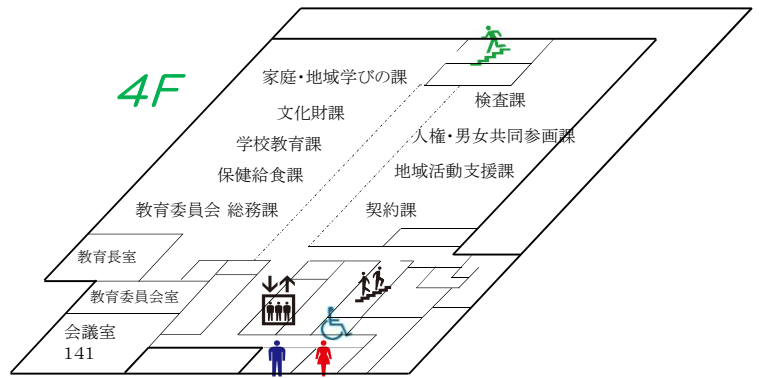 4F
家庭・地域学びの課
文化財課
学校教育課
保健給食課
教育委員会 総務課
検査課
人権・男女共同参画課
地域活動支援課
契約課
教育長室
教育委員会室
会議室
141